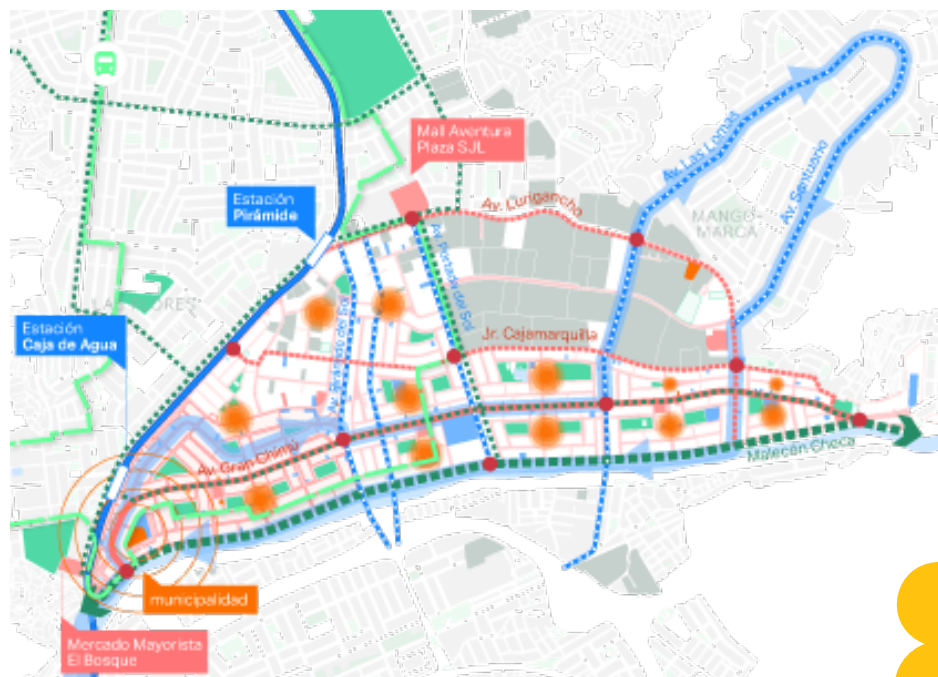 Mall Aventura
Plaza SJL
Av. Las Lomas
Av. Santuario
Estación
Pirámide
Av. Lurigancho
MANGO-
MARCA
Estación
Caja de Agua
Jr. Cajamarquilla
Av. Gran Chimú
Malecón Checa
municipalidad
Mercado Mayorista
El Bosque